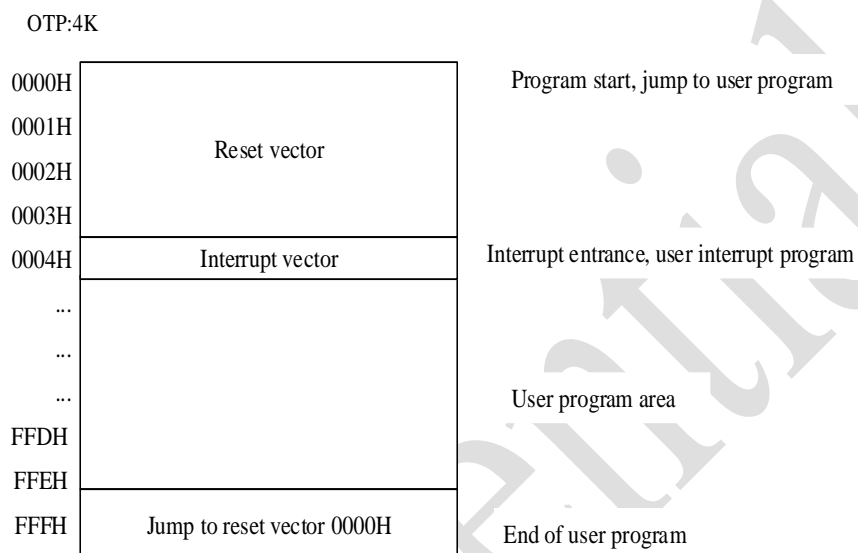 OTP:4K
0000H Program start, jump to user program
0001H
Reset vector
0002H
0003H
0004H Interrupt vector Interrupt entrance, user interrupt program
...
...
... User program area
FFDH
FFEH
FFFH Jump to reset vector 0000H End of user program